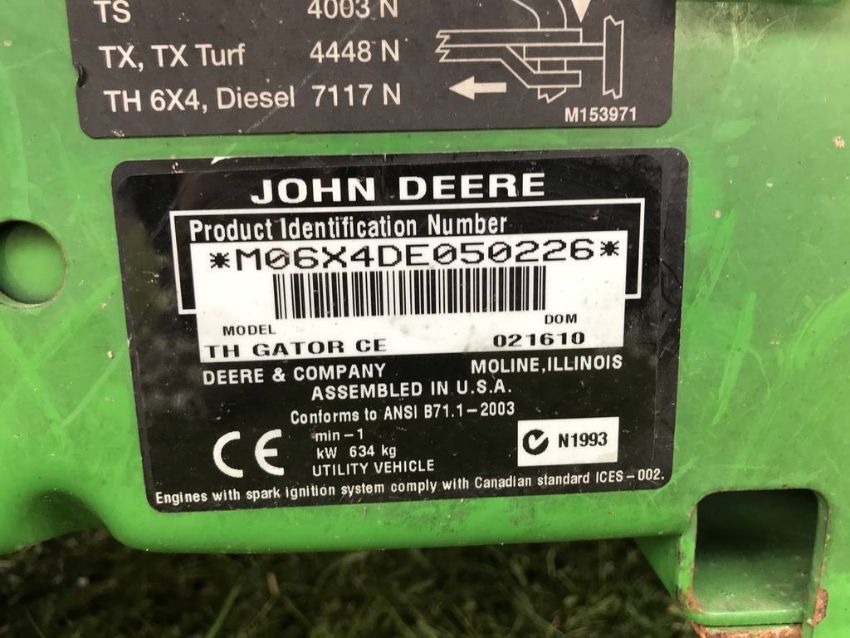 TS 4003 N
TX, TX Turf 4448 N
TH 6X4, Diesel 7117 N
M153971
JOHN DEERE
Product Identification Number
*M06X4DE050226*
MODEL DOM
TH GATOR CE 021610
DEERE & COMPANY MOLINE, ILLINOIS
ASSEMBLED IN U.S.A.
Conforms to ANSI B71.1-2003
CE min-1
kW 634 kg
UTILITY VEHICLE
N1993
Engines with spark ignition system comply with Canadian standard ICES-002.